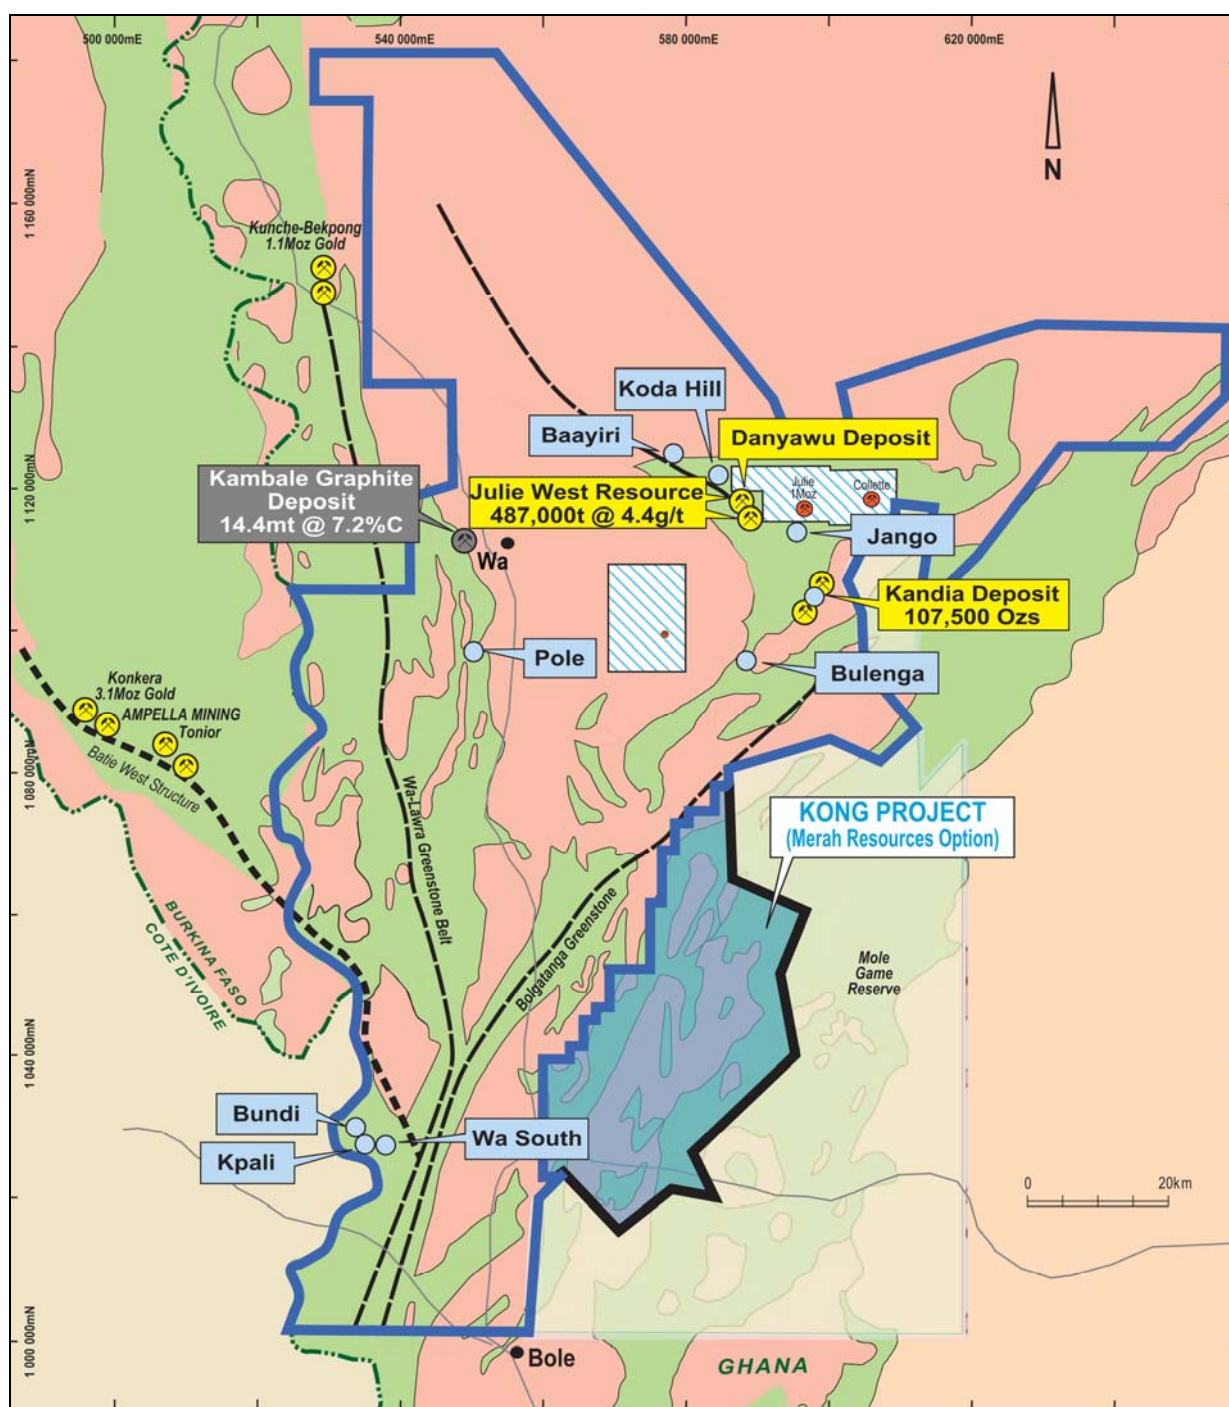 500 000mE
540 000mE
580 000mE
620 000mE
N
1 160 000mN
Kunche-Bekpong
1.1Moz Gold
Koda Hill
Baayiri
Danyawu Deposit
Kambale Graphite
Deposit
14.4mt @ 7.2%C
1 120 000mN
Julie West Resource
487,000t @ 4.4g/t
Julie
1Moz
Collette
Jango
Wa
Kandia Deposit
107,500 Ozs
Pole
Bulenga
Konkera
3.1Moz Gold
AMPELLA MINING
Tonior
Batie West Structure
1 080 000mN
Wa-Lawra Greenstone Belt
KONG PROJECT
(Merah Resources Option)
Bolgatanga Greenstone
BURKINA FASO
COTE D'IVOIRE
Mole
Game
Reserve
1 040 000mN
Bundi
Wa South
Kpali
0
20km
1 000 000mN
Bole
GHANA